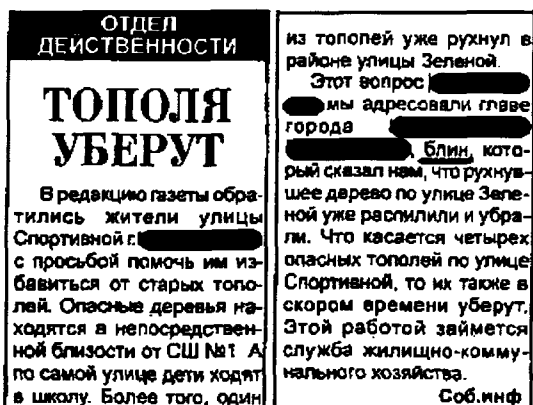 ОТДЕЛ
ДЕЙСТВЕННОСТИ
ТОПОЛЯ
УБЕРУТ
В редакцию газеты обра-
тились жители улицы
Спортивной г.
с просьбой помочь им из-
бавиться от старых топо-
лей. Опасные деревья на-
ходятся в непосредствен-
ной близости от СШ №1 А
по самой улице дети ходят
в школу. Более того, один
из тополей уже рухнул в
районе улицы Зеленой.
Этот вопрос
мы адресовали главе
города
, блин, кото-
рый сказал нам, что рухнув-
шее дерево по улице Зеле-
ной уже распилили и убра-
ли. Что касается четырех
опасных тополей по улице
Спортивной, то их также в
скором времени уберут.
Этой работой займется
служба жилищно-комму-
нального хозяйства.
Соб.инф